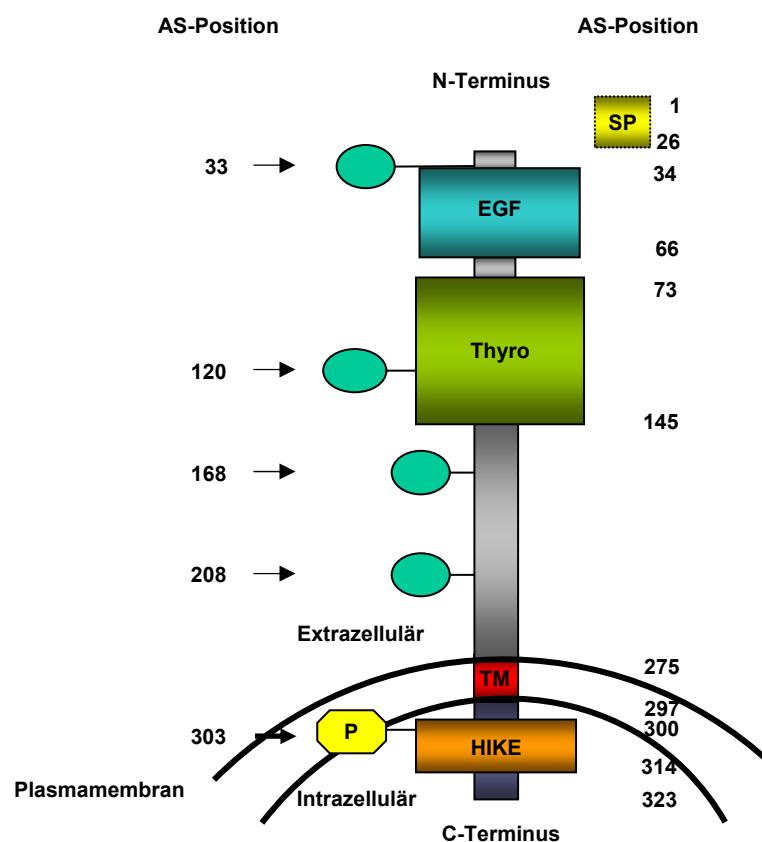 AS-Position AS-Position
N-Terminus
1
SP
26
33
34
EGF
66
73
Thyro
120
145
168
208
Extrazellulär
275
TM
297
300
303
P
HIKE
314
Plasmamembran
Intrazellulär
323
C-Terminus